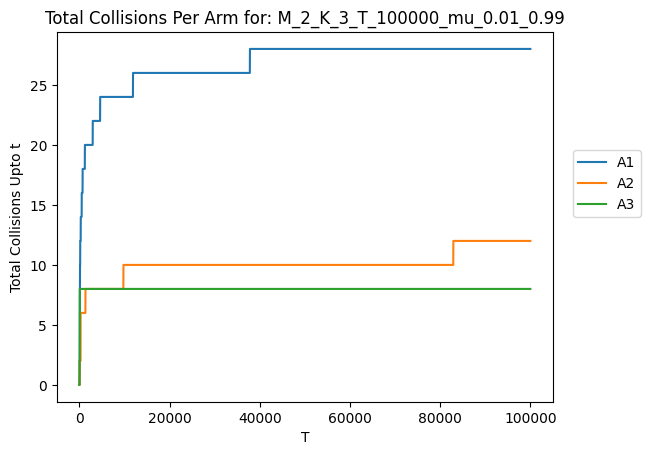 Total Collisions Per Arm for: M_2_K_3_T_100000_mu_0.01_0.99
Total Collisions Upto t
25
20
15
10
5
0
0 20000 40000 60000 80000 100000
T
A1
A2
A3